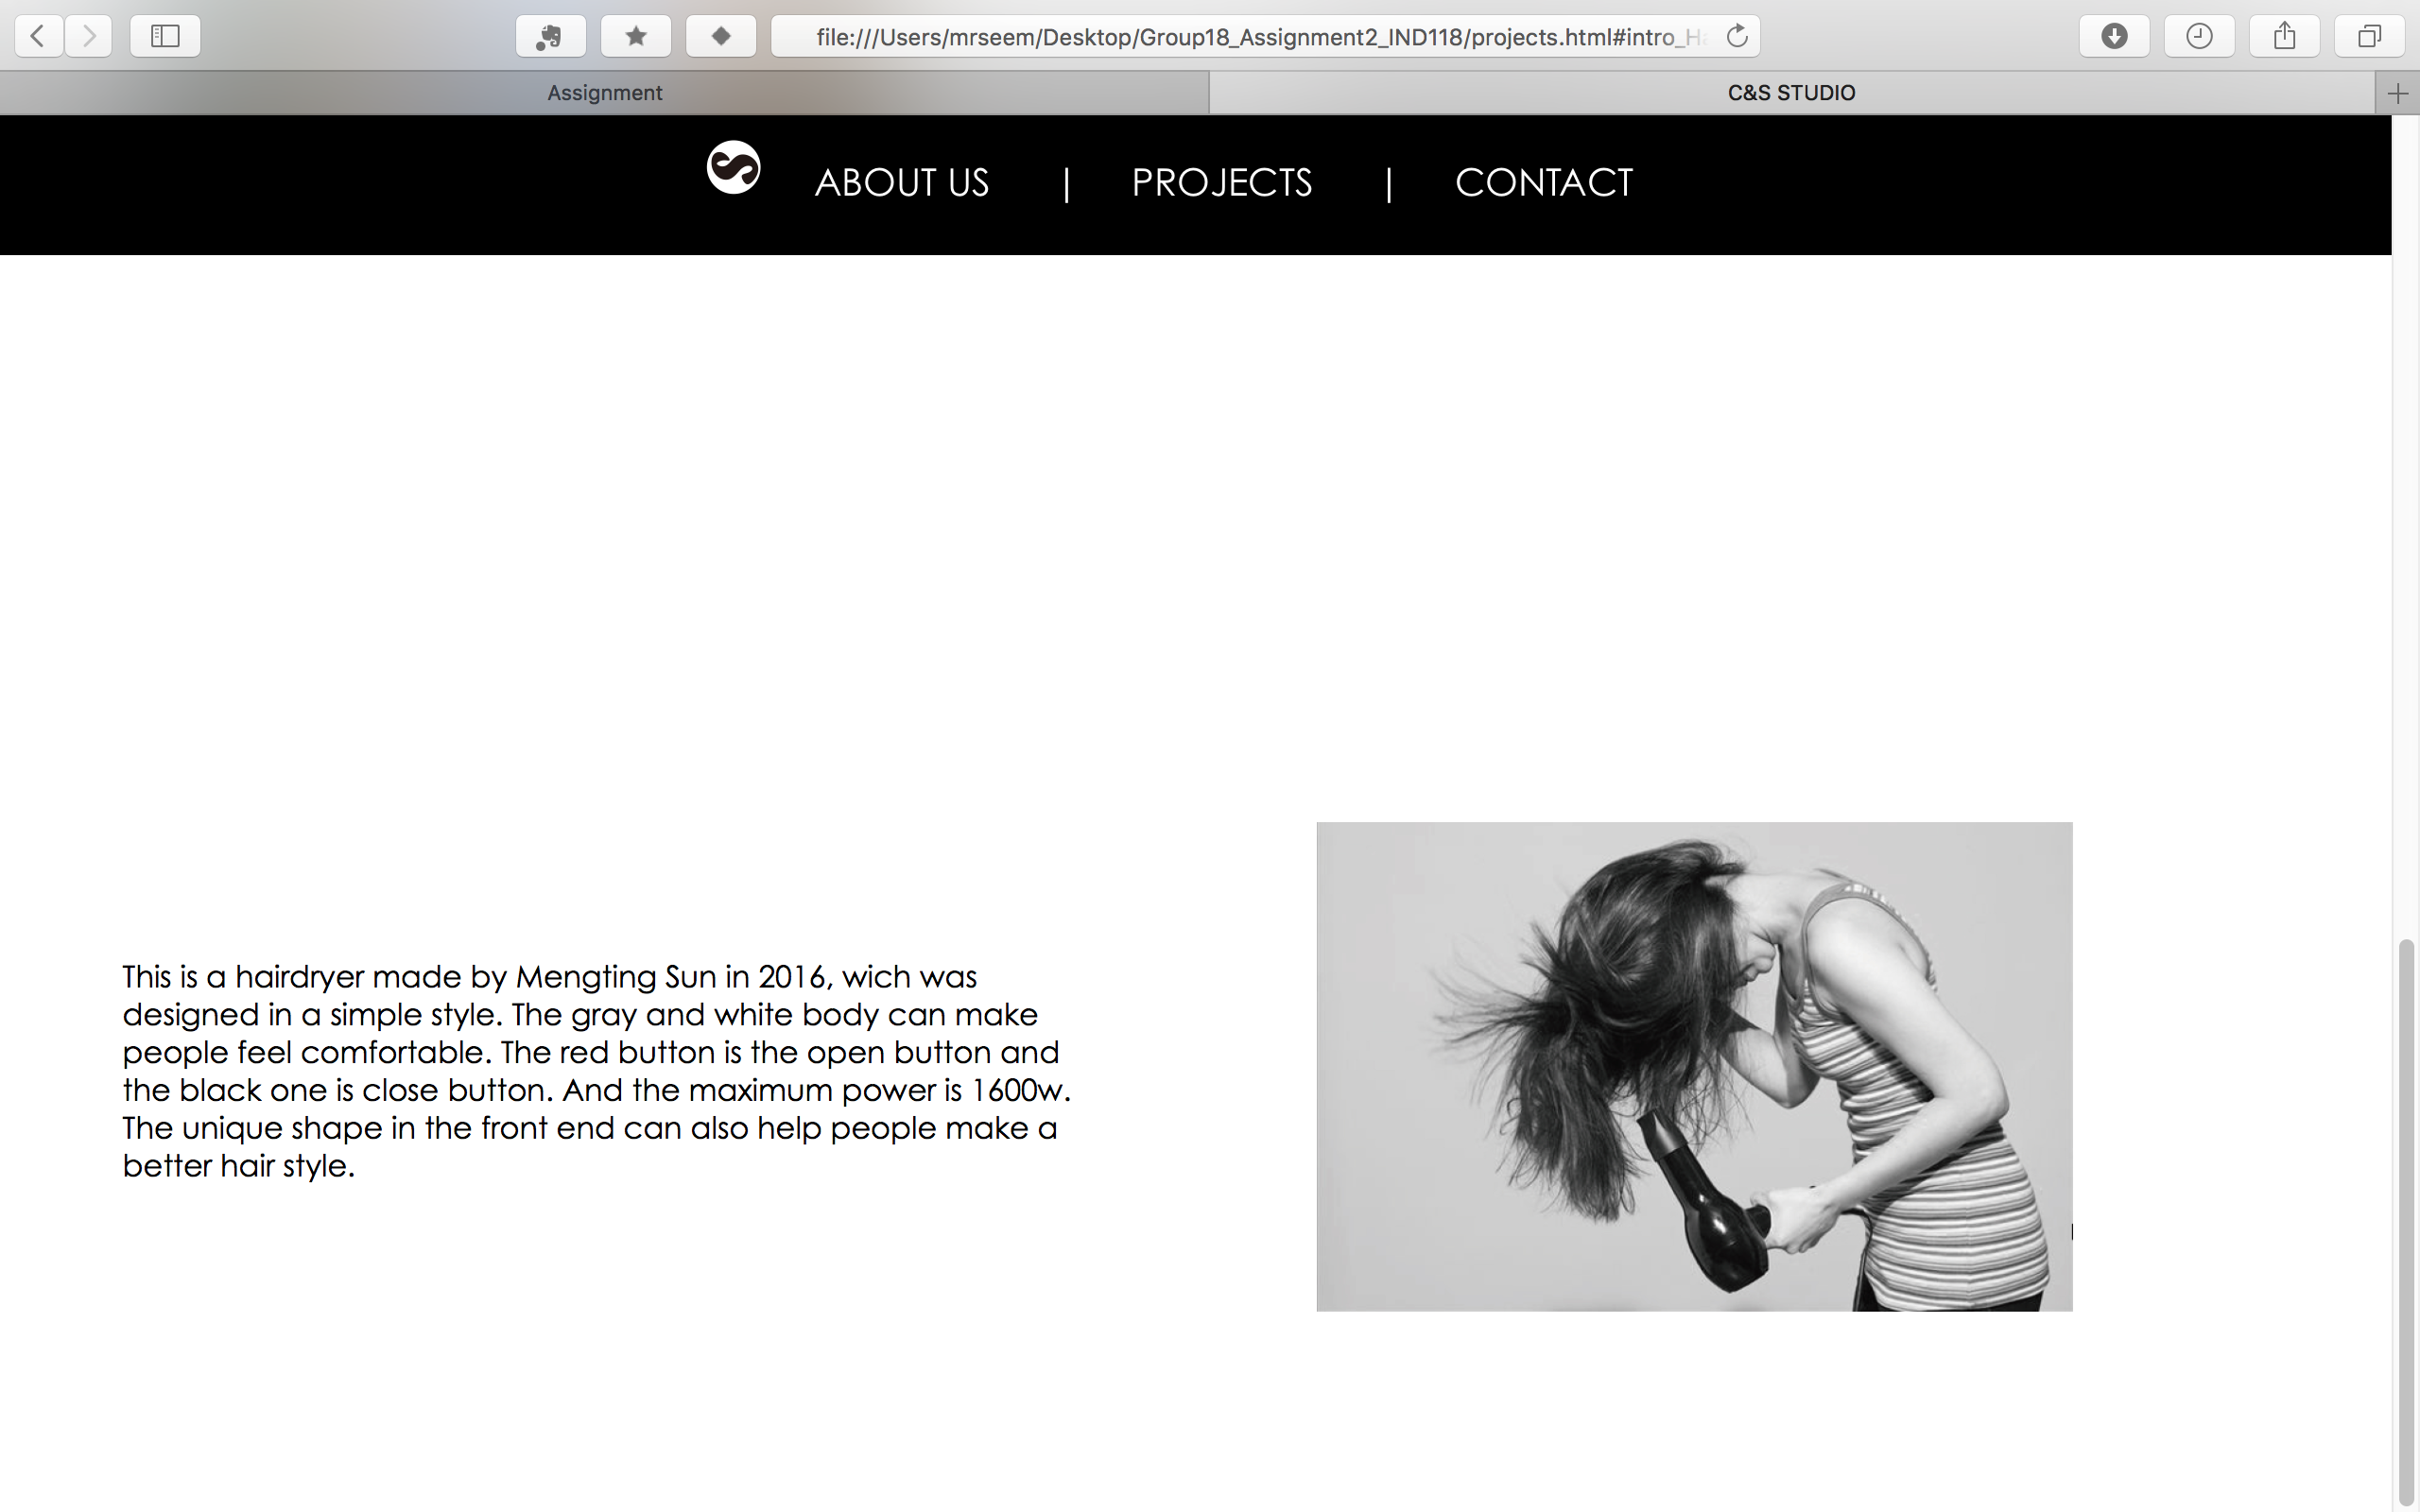 file:///Users/mrseem/Desktop/Group18_Assignment2_IND118/projects.html#intro_H
Assignment
C&S STUDIO
ABOUT US | PROJECTS | CONTACT
This is a hairdryer made by Mengting Sun in 2016, wich was
designed in a simple style. The gray and white body can make
people feel comfortable. The red button is the open button and
the black one is close button. And the maximum power is 1600w.
The unique shape in the front end can also help people make a
better hair style.